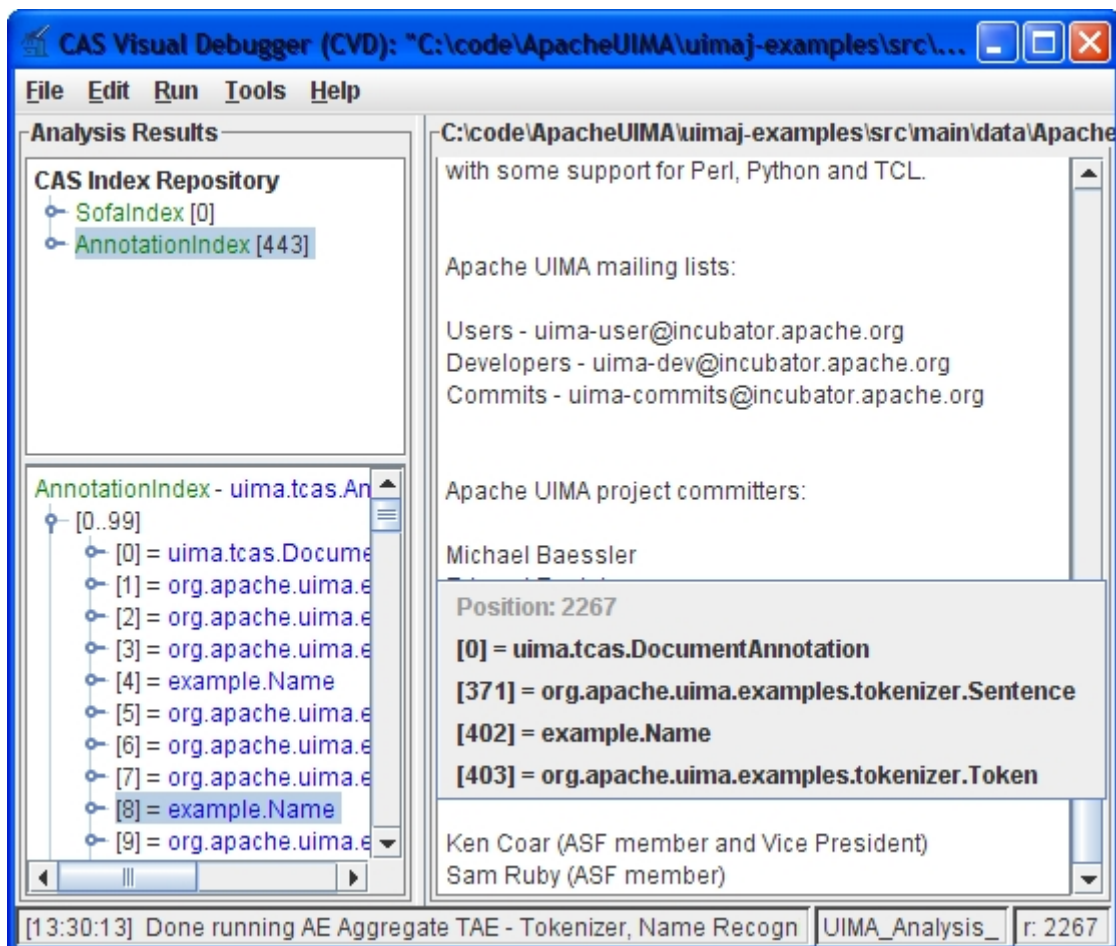 CAS Visual Debugger (CVD): "C:\code\ApacheUIMA\uimaj-examples\src\...
File Edit Run Tools Help
Analysis Results
CAS Index Repository
SofaIndex [0]
AnnotationIndex [443]
AnnotationIndex - uima.tcas.An
[0..99]
[0] = uima.tcas.Docume
[1] = org.apache.uima.e
[2] = org.apache.uima.e
[3] = org.apache.uima.e
[4] = example.Name
[5] = org.apache.uima.e
[6] = org.apache.uima.e
[7] = org.apache.uima.e
[8] = example.Name
[9] = org.apache.uima.e
C:\code\ApacheUIMA\uimaj-examples\src\main\data\Apache
with some support for Perl, Python and TCL.
Apache UIMA mailing lists:
Users - uima-user@incubator.apache.org
Developers - uima-dev@incubator.apache.org
Commits - uima-commits@incubator.apache.org
Apache UIMA project committers:
Michael Baessler
Position: 2267
[0] = uima.tcas.DocumentAnnotation
[371] = org.apache.uima.examples.tokenizer.Sentence
[402] = example.Name
[403] = org.apache.uima.examples.tokenizer.Token
Ken Coar (ASF member and Vice President)
Sam Ruby (ASF member)
[13:30:13] Done running AE Aggregate TAE - Tokenizer, Name Recogn
UIMA_Analysis_
r: 2267